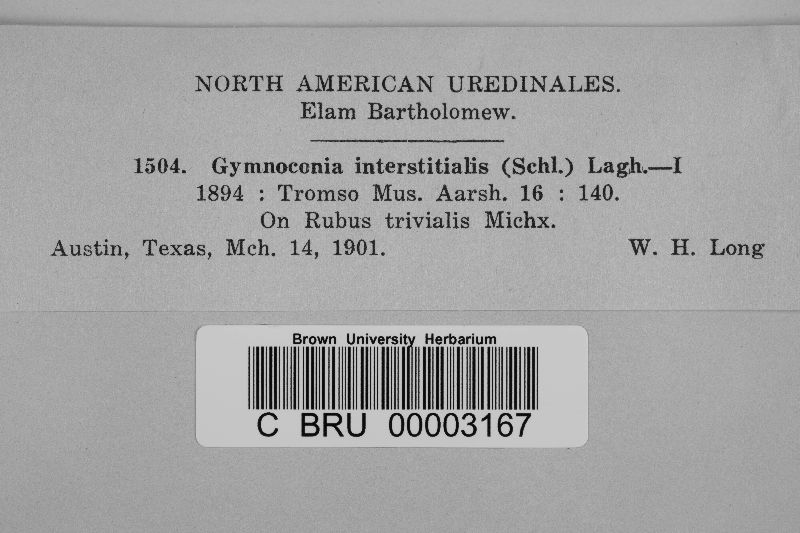 NORTH AMERICAN UREDINALES.
Elam Bartholomew.
1504. Gymnoconia interstitialis (Schl.) Lagh.—I
1894 : Tromso Mus. Aarsh. 16 : 140.
On Rubus trivialis Michx.
Austin, Texas, Mch. 14, 1901. W. H. Long
Brown University Herbarium
C BRU 00003167